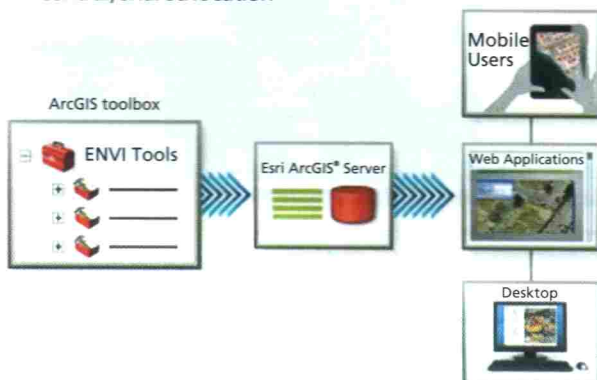 Mobile
Users
ArcGIS toolbox
ENVI Tools
Esri ArcGIS® Server
Web Applications
Desktop